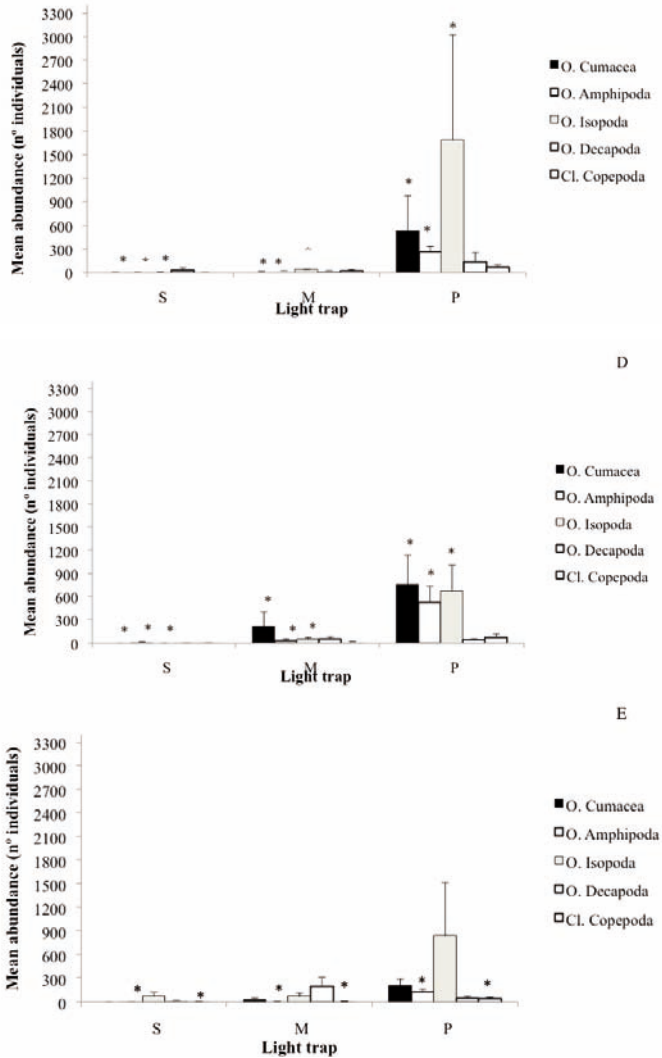 3300
3000
2700
2400
2100
1800
1500
1200
900
600
300
0
Mean abundance (nº individuals)
* * *
* *
*
*
*
S M P
Light trap
O. Cumacea
O. Amphipoda
O. Isopoda
O. Decapoda
Cl. Copepoda
D
3300
3000
2700
2400
2100
1800
1500
1200
900
600
300
0
Mean abundance (nº individuals)
* * *
* * *
* * *
S M P
Light trap
O. Cumacea
O. Amphipoda
O. Isopoda
O. Decapoda
Cl. Copepoda
E
3300
3000
2700
2400
2100
1800
1500
1200
900
600
300
0
Mean abundance (nº individuals)
* *
* *
* *
S M P
Light trap
O. Cumacea
O. Amphipoda
O. Isopoda
O. Decapoda
Cl. Copepoda